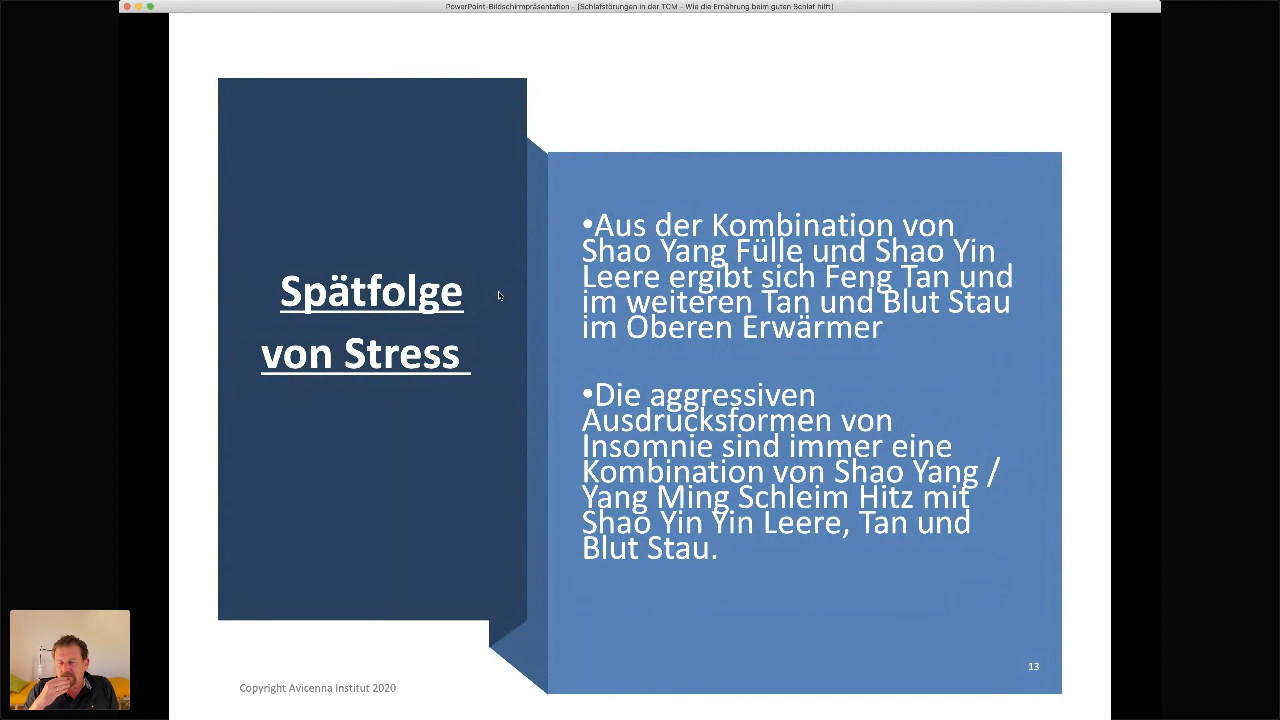 PowerPoint-Bildschirmpräsentation - [Schlafstörungen in der TCM – Wie die Ernährung beim guten Schlaf hilft]
Spätfolge
von Stress
•Aus der Kombination von
Shao Yang Fülle und Shao Yin
Leere ergibt sich Feng Tan und
im weiteren Tan und Blut Stau
im Oberen Erwärmer
•Die aggressiven
Ausdrucksformen von
Insomnie sind immer eine
Kombination von Shao Yang /
Yang Ming Schleim Hitz mit
Shao Yin Yin Leere, Tan und
Blut Stau.
13
Copyright Avicenna Institut 2020